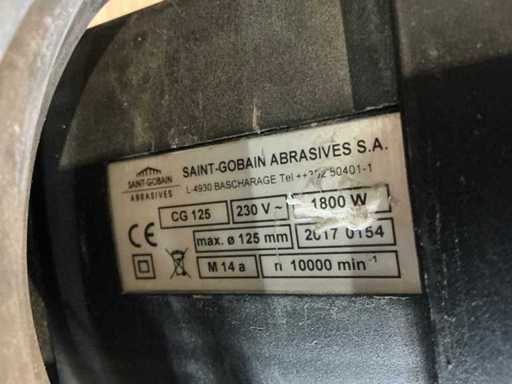 SAINT-GOBAIN
ABRASIVES
SAINT-GOBAIN ABRASIVES S.A.
L-4930 BASCHARAGE Tel ++352 50401-1
CG 125 230 V ~ 1800 W
CE max. ø 125 mm 2017 0154
M 14 a n 10000 min⁻¹